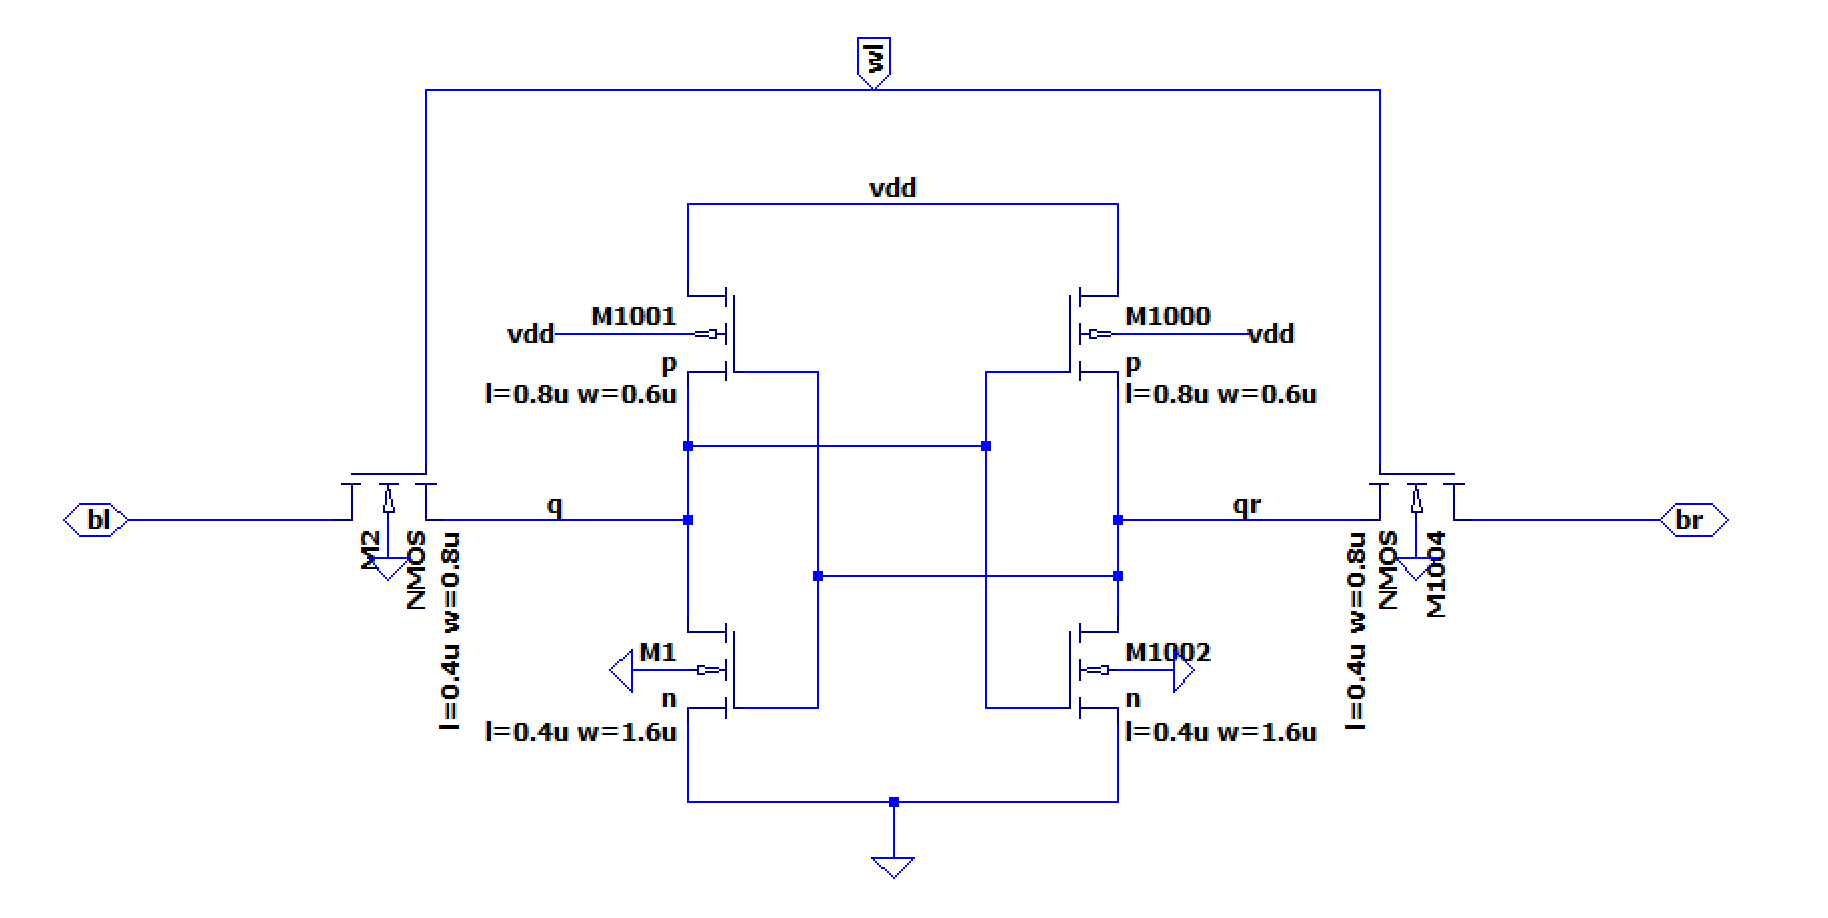 wl
vdd
M1001
vdd
p
l=0.8u w=0.6u
M1000
vdd
p
l=0.8u w=0.6u
bl
q
qr
br
M2
NMOS
l=0.4u w=0.8u
M1
n
l=0.4u w=1.6u
M1002
n
l=0.4u w=1.6u
l=0.4u w=0.8u
NMOS
M1004